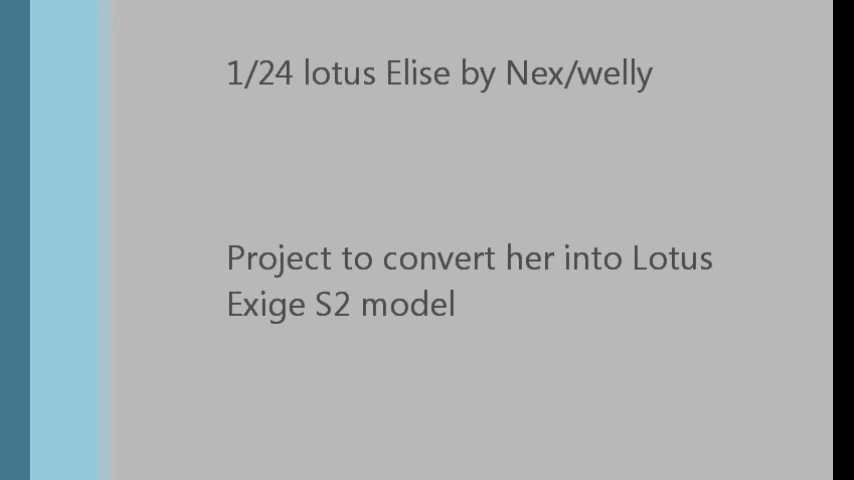 1/24 lotus Elise by Nex/welly
Project to convert her into Lotus
Exige S2 model